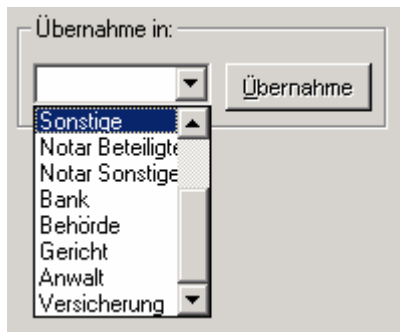 Übernahme in:
Übernahme
Sonstige
Notar Beteiligte
Notar Sonstige
Bank
Behörde
Gericht
Anwalt
Versicherung